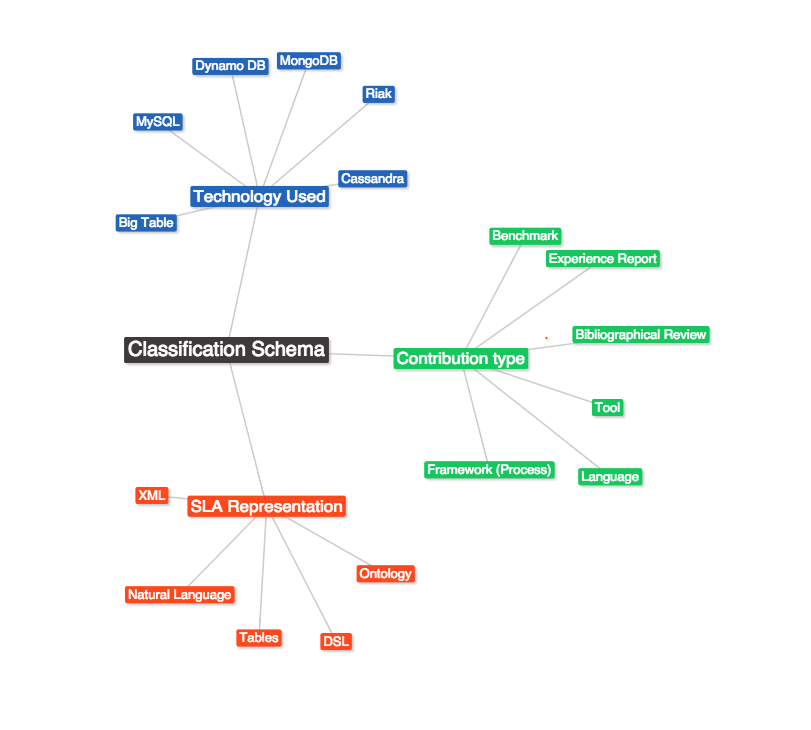 Dynamo DB
MongoDB
Riak
MySQL
Cassandra
Technology Used
Big Table
Benchmark
Experience Report
Bibliographical Review
Classification Schema
Contribution type
Tool
Framework (Process)
Language
XML
SLA Representation
Ontology
Natural Language
Tables
DSL